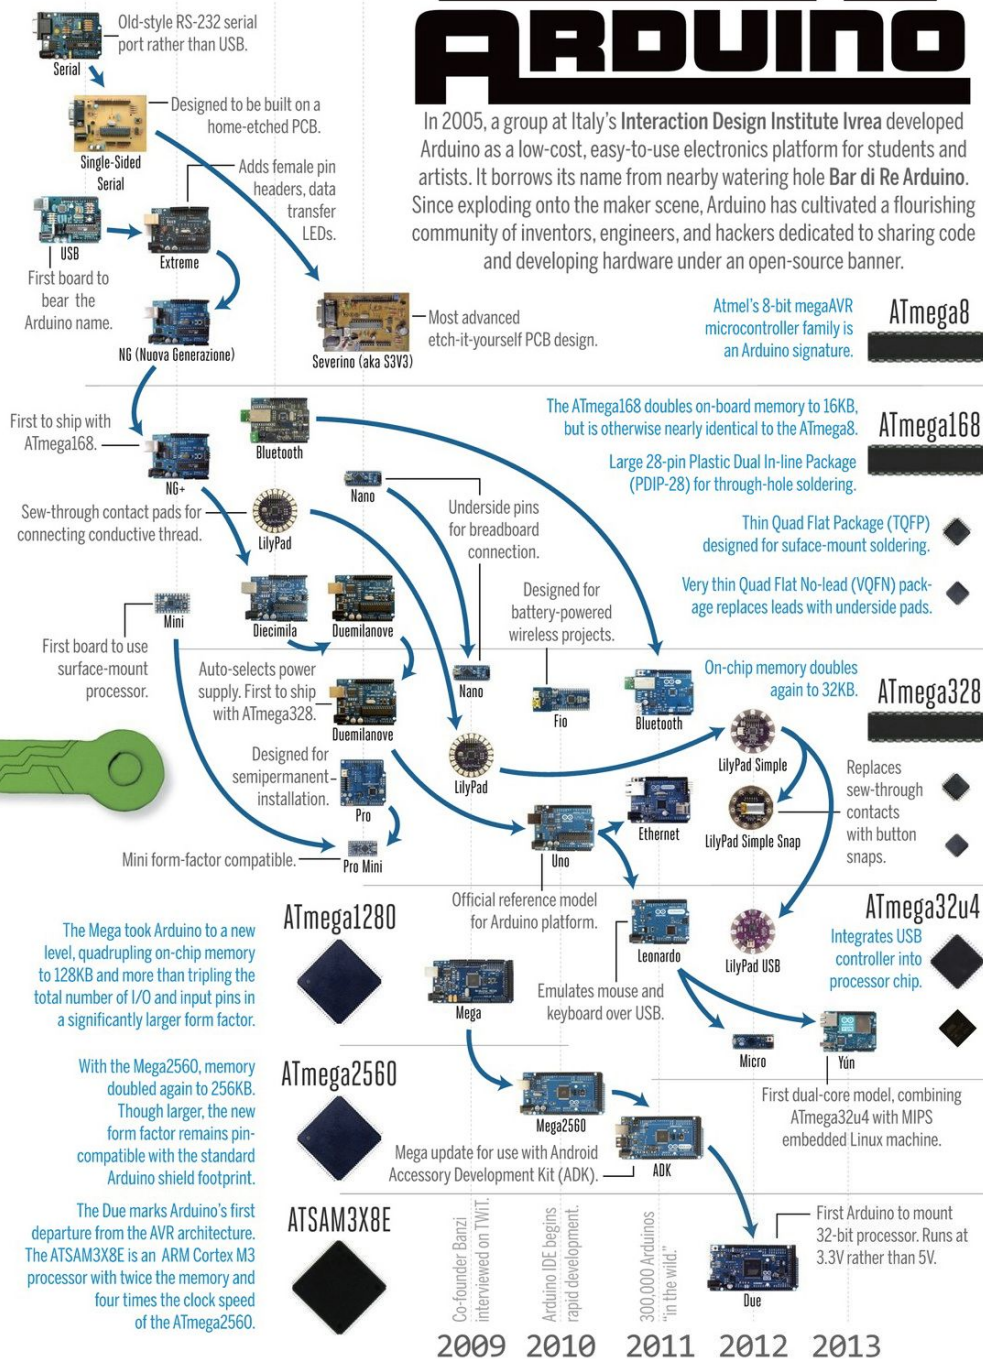 ARDUINO
In 2005, a group at Italy's Interaction Design Institute Ivrea developed
Arduino as a low-cost, easy-to-use electronics platform for students and
artists. It borrows its name from nearby watering hole Bar di Re Arduino.
Since exploding onto the maker scene, Arduino has cultivated a flourishing
community of inventors, engineers, and hackers dedicated to sharing code
and developing hardware under an open-source banner.
Old-style RS-232 serial
port rather than USB.
Serial
Designed to be built on a
home-etched PCB.
Single-Sided
Serial
Adds female pin
headers, data
transfer
LEDs.
USB
Extreme
First board to
bear the
Arduino name.
NG (Nuova Generazione)
Severino (aka S3V3)
Most advanced
etch-it-yourself PCB design.
Atmel's 8-bit megaAVR
microcontroller family is
an Arduino signature.
ATmega8
First to ship with
ATmega168.
NG+
Bluetooth
Nano
Sew-through contact pads for
connecting conductive thread.
LilyPad
Underside pins
for breadboard
connection.
The ATmega168 doubles on-board memory to 16KB,
but is otherwise nearly identical to the ATmega8.
Large 28-pin Plastic Dual In-line Package
(PDIP-28) for through-hole soldering.
ATmega168
Thin Quad Flat Package (TQFP)
designed for suface-mount soldering.
Very thin Quad Flat No-lead (VQFN) pack-
age replaces leads with underside pads.
Mini
First board to use
surface-mount
processor.
Diecimila
Duemilanove
Designed for
battery-powered
wireless projects.
Auto-selects power
supply. First to ship
with ATmega328.
Duemilanove
Nano
Fio
Bluetooth
On-chip memory doubles
again to 32KB.
ATmega328
Designed for
semipermanent
installation.
Pro
LilyPad
LilyPad Simple
Replaces
sew-through
contacts
with button
snaps.
Mini form-factor compatible.
Pro Mini
Uno
Ethernet
LilyPad Simple Snap
Official reference model
for Arduino platform.
Leonardo
LilyPad USB
ATmega32u4
Integrates USB
controller into
processor chip.
The Mega took Arduino to a new
level, quadrupling on-chip memory
to 128KB and more than tripling the
total number of I/O and input pins in
a significantly larger form factor.
ATmega1280
Mega
Emulates mouse and
keyboard over USB.
Micro
Yún
First dual-core model, combining
ATmega32u4 with MIPS
embedded Linux machine.
With the Mega2560, memory
doubled again to 256KB.
Though larger, the new
form factor remains pin-
compatible with the standard
Arduino shield footprint.
ATmega2560
Mega2560
Mega update for use with Android
Accessory Development Kit (ADK).
ADK
The Due marks Arduino's first
departure from the AVR architecture.
The ATSAM3X8E is an ARM Cortex M3
processor with twice the memory and
four times the clock speed
of the ATmega2560.
ATSAM3X8E
Co-founder Banzi
interviewed on TWiT.
Arduino IDE begins
rapid development.
300,000 Arduinos
"in the wild."
Due
First Arduino to mount
32-bit processor. Runs at
3.3V rather than 5V.
2009 2010 2011 2012 2013